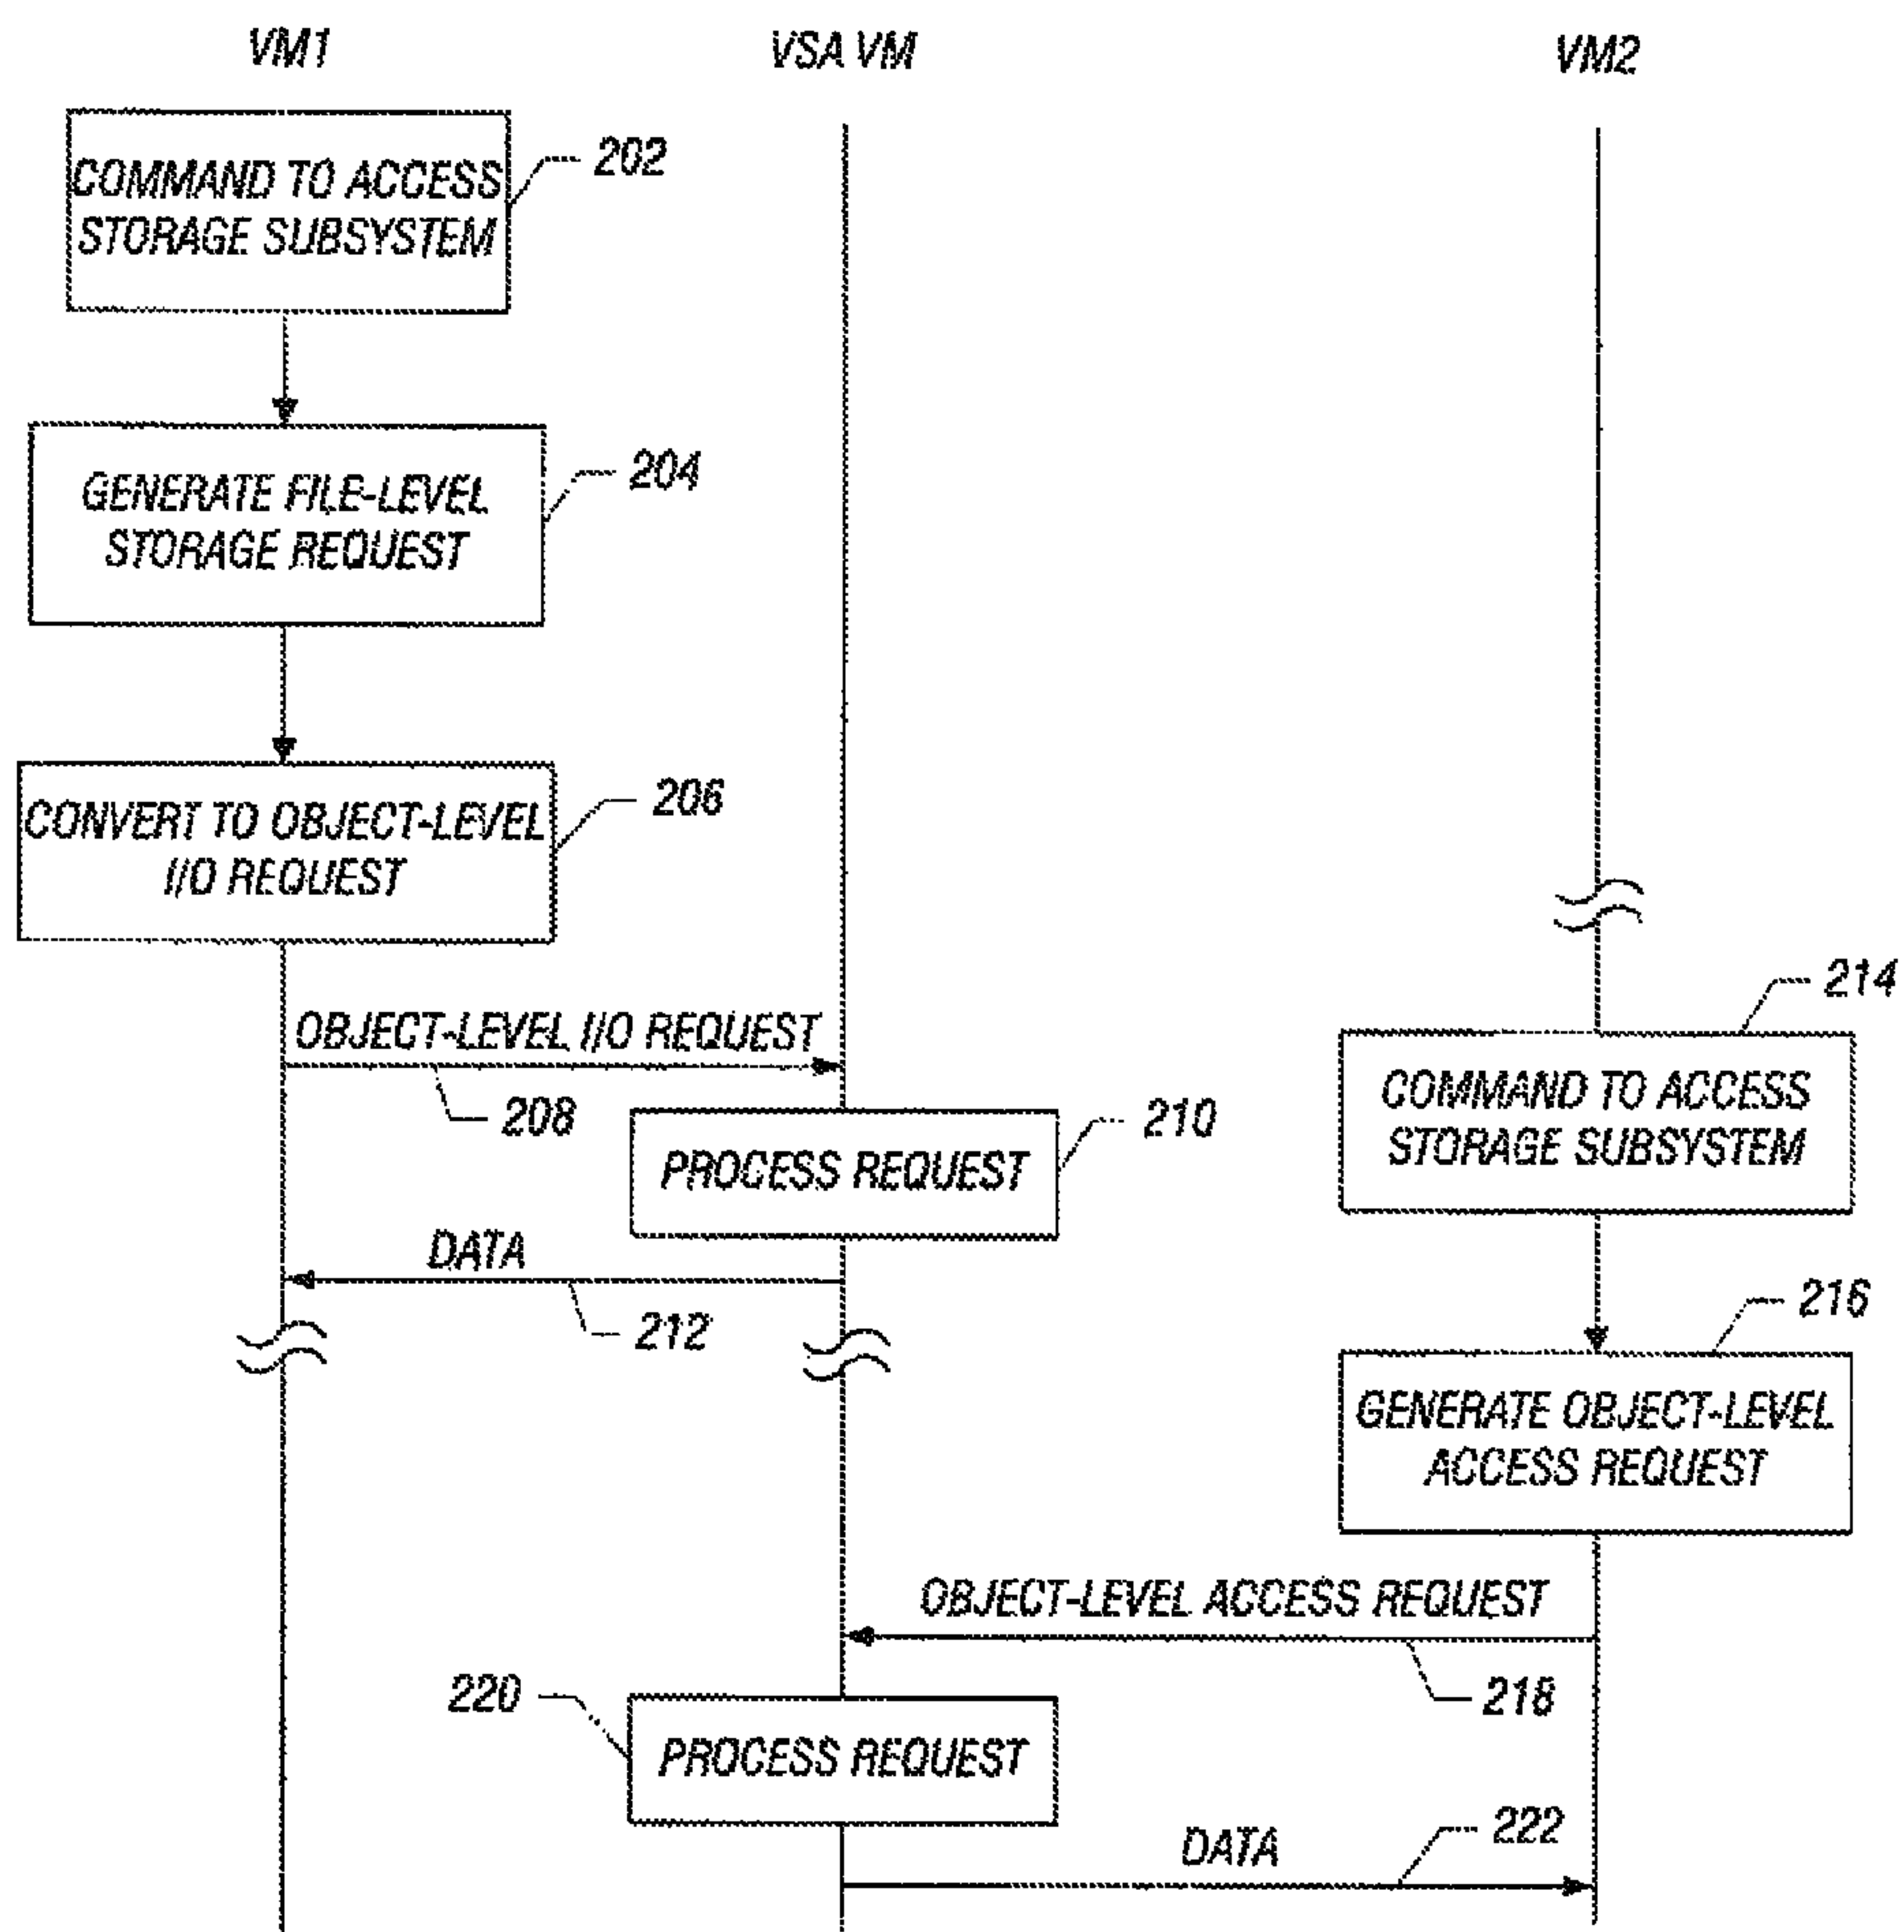 VM1
VSA VM
VM2
COMMAND TO ACCESS
STORAGE SUBSYSTEM
202
GENERATE FILE-LEVEL
STORAGE REQUEST
204
CONVERT TO OBJECT-LEVEL
I/O REQUEST
206
OBJECT-LEVEL I/O REQUEST
208
PROCESS REQUEST
210
DATA
212
214
COMMAND TO ACCESS
STORAGE SUBSYSTEM
216
GENERATE OBJECT-LEVEL
ACCESS REQUEST
OBJECT-LEVEL ACCESS REQUEST
218
220
PROCESS REQUEST
DATA
222